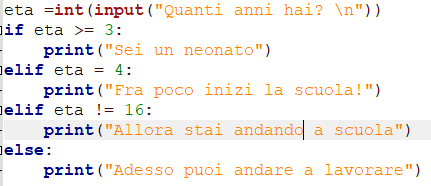 eta =int(input("Quanti anni hai? \n"))
if eta >= 3:
    print("Sei un neonato")
elif eta = 4:
    print("Fra poco inizi la scuola!")
elif eta != 16:
    print("Allora stai andando a scuola")
else:
    print("Adesso puoi andare a lavorare")